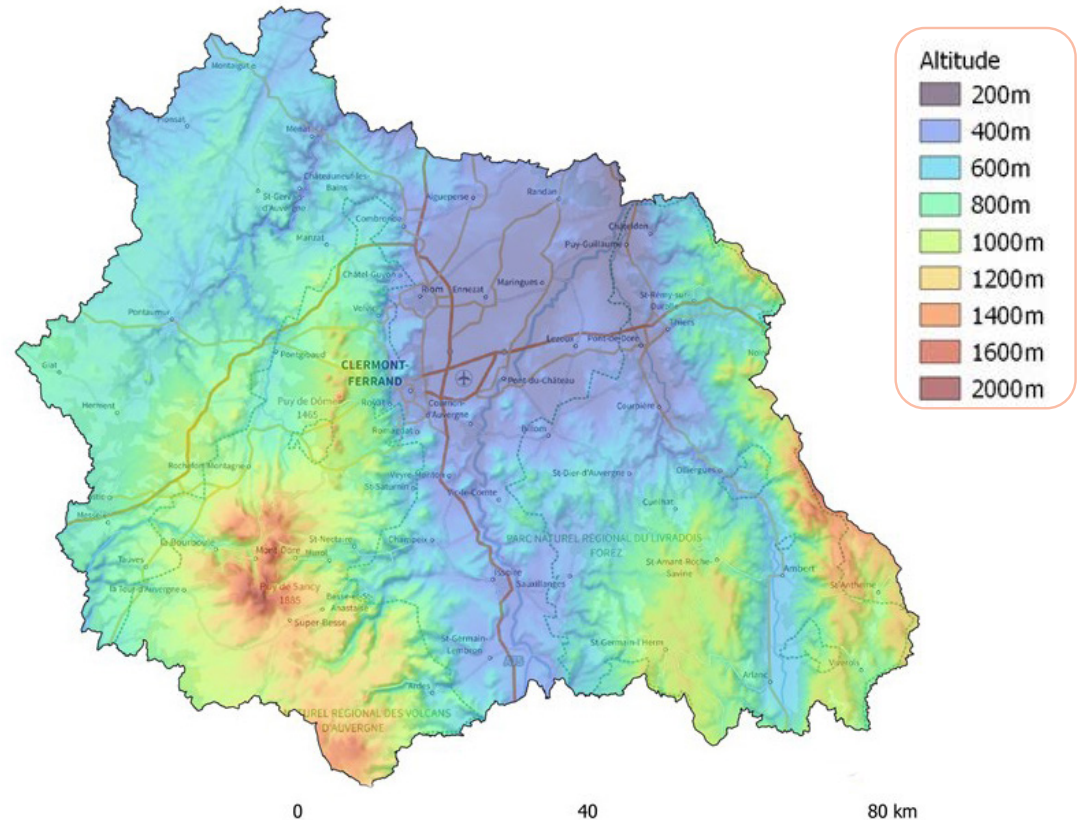 Montaigut
Pionsat
Menat
Châteauneuf-les-
Bains
St-Gervais
d'Auvergne
Aigueperse
Randan
Combronde
Manzat
Châteldon
Puy-Guillaume
Châtel-Guyon
Riom
Ennezat
Maringues
St-Rémy-sur-
Durolle
Thiers
Volvic
Pontaumur
Pontgibaud
Lezoux
Pont-de-Dore
Giat
CLERMONT-
FERRAND
Pont-du-Château
Herment
Puy de Dôme
1465
Royat
Cournon-
d'Auvergne
Courpière
Romagnat
Billom
Rochefort-Montagne
Veyre-Monton
St-Saturnin
St-Dier-d'Auvergne
Olliergues
Vic-le-Comte
Cunlhat
La Bourboule
Mont Dore
Murol
St-Nectaire
Champeix
PARC NATUREL RÉGIONAL DU LIVRADOIS
FOREZ
Tauves
St-Amant-Roche-
Savine
Ambert
Issoire
Sauxillanges
La Tour-d'Auvergne
Puy de Sancy
1885
Besse-et-
Anastaise
Super-Besse
St-Anthème
St-Germain-
Lembron
St-Germain-l'Herm
Viverols
Arlanc
Ardes
NATUREL RÉGIONAL DES VOLCANS
D'AUVERGNE
Altitude
200m
400m
600m
800m
1000m
1200m
1400m
1600m
2000m
0 40 80 km